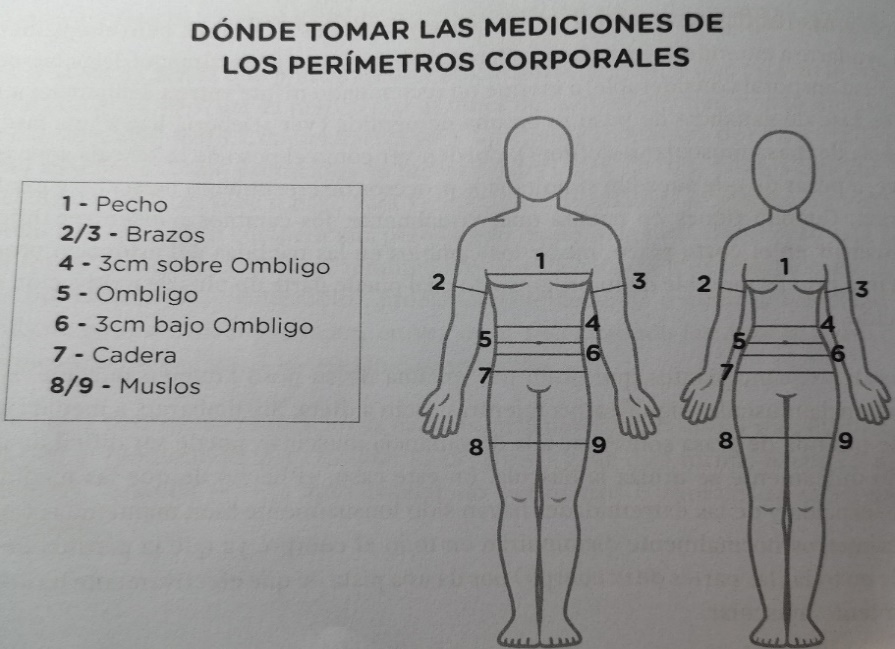 DÓNDE TOMAR LAS MEDICIONES DE
LOS PERÍMETROS CORPORALES
1 - Pecho
2/3 - Brazos
4 - 3cm sobre Ombligo
5 - Ombligo
6 - 3cm bajo Ombligo
7 - Cadera
8/9 - Muslos
1
2
3
4
5
6
7
8
9
1
2
3
4
5
6
7
8
9